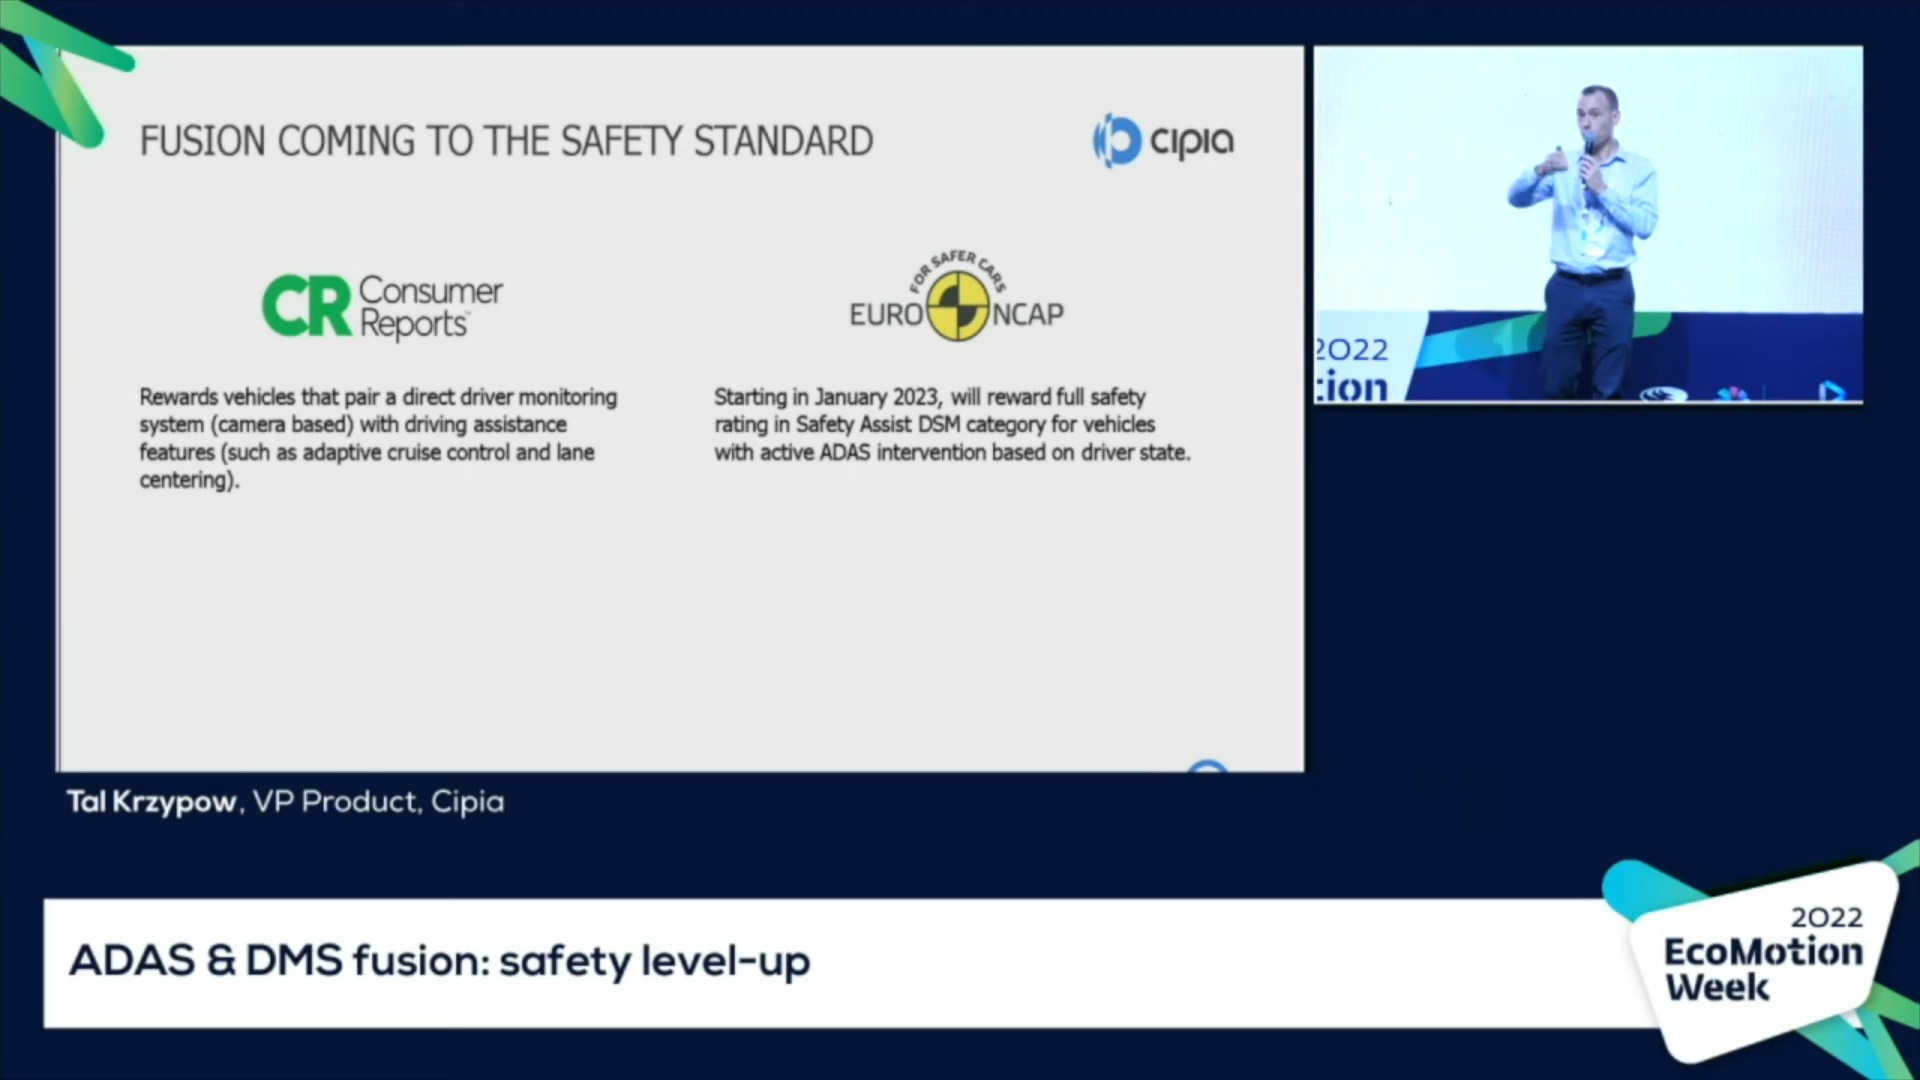 FUSION COMING TO THE SAFETY STANDARD
cipia
CR Consumer
Reports™
Rewards vehicles that pair a direct driver monitoring
system (camera based) with driving assistance
features (such as adaptive cruise control and lane
centering).
FOR SAFER CARS
EURO NCAP
Starting in January 2023, will reward full safety
rating in Safety Assist DSM category for vehicles
with active ADAS intervention based on driver state.
2022
tion
Tal Krzypow, VP Product, Cipia
ADAS & DMS fusion: safety level-up
2022
EcoMotion
Week